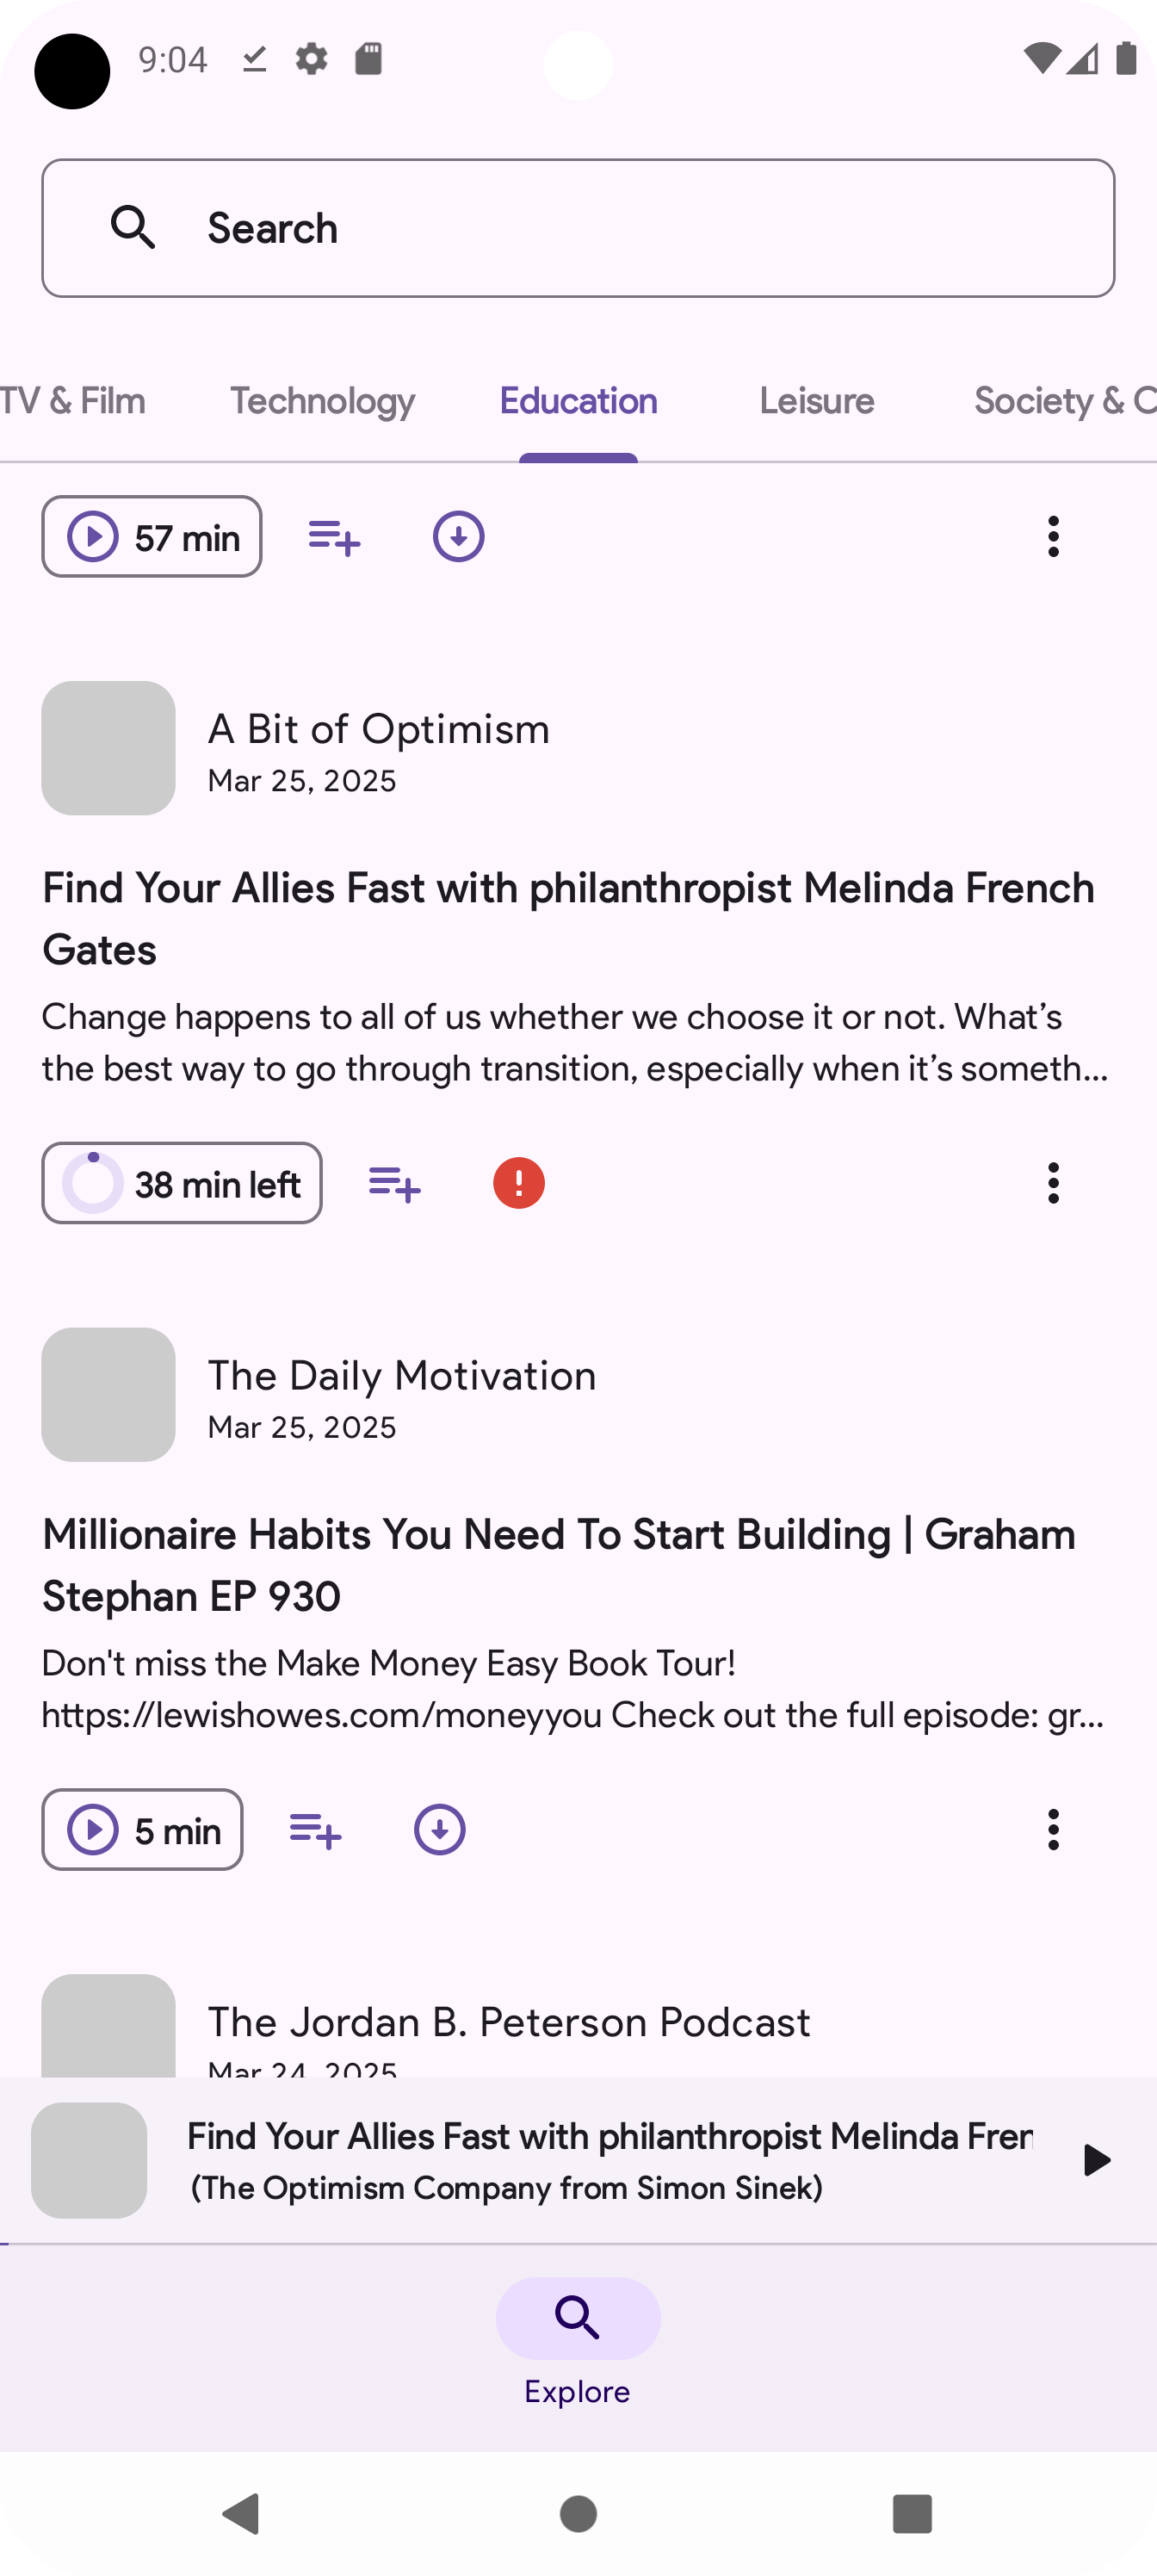 9:04
Search
TV & Film
Technology
Education
Leisure
Society & C
57 min
A Bit of Optimism
Mar 25, 2025
Find Your Allies Fast with philanthropist Melinda French
Gates
Change happens to all of us whether we choose it or not. What’s
the best way to go through transition, especially when it’s someth...
38 min left
The Daily Motivation
Mar 25, 2025
Millionaire Habits You Need To Start Building | Graham
Stephan EP 930
Don't miss the Make Money Easy Book Tour!
https://lewishowes.com/moneyyou Check out the full episode: gr...
5 min
The Jordan B. Peterson Podcast
Mar 24, 2025
Find Your Allies Fast with philanthropist Melinda Fren
(The Optimism Company from Simon Sinek)
Explore